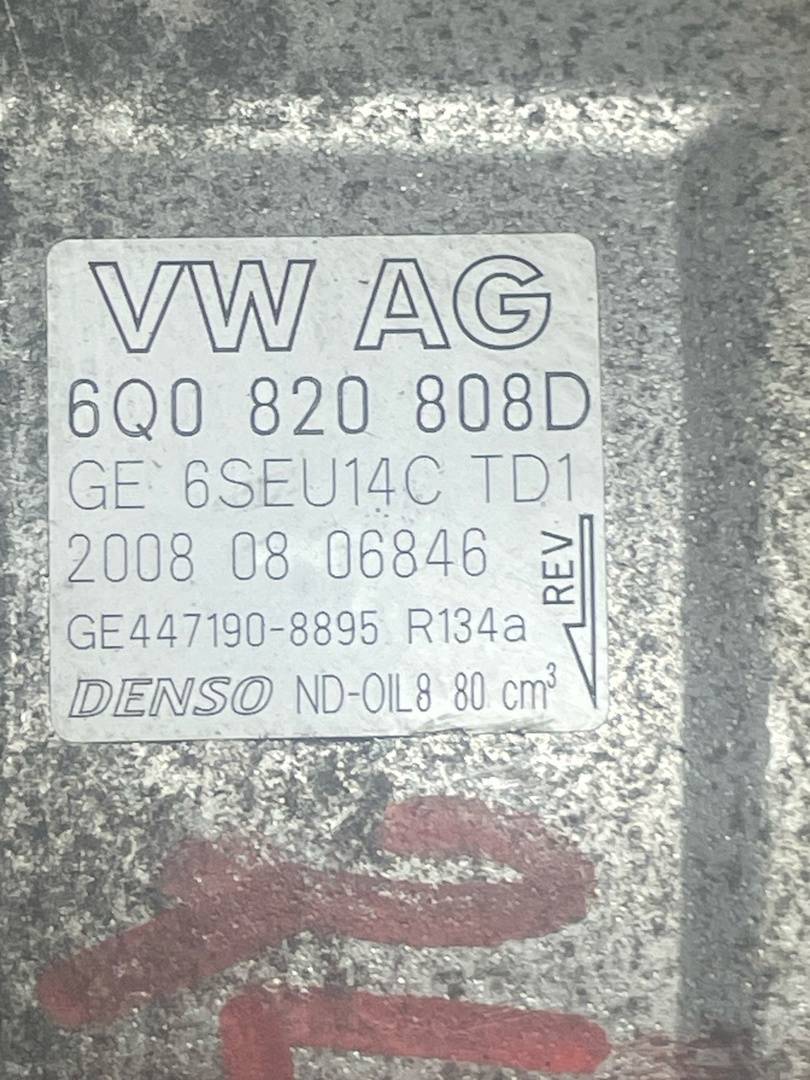 VW AG
6Q0 820 808D
GE 6SEU14C TD1
2008 08 06846
REV
GE447190-8895 R134a
DENSO ND-OIL8 80 cm³